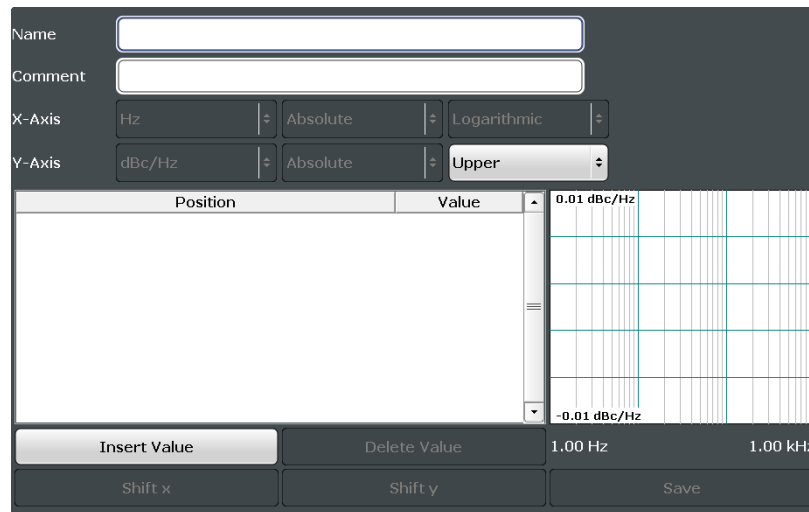 Name
Comment
X-Axis Hz Absolute Logarithmic
Y-Axis dBc/Hz Absolute Upper
Position Value 0.01 dBc/Hz
-0.01 dBc/Hz
Insert Value Delete Value 1.00 Hz 1.00 kHz
Shift x Shift y Save